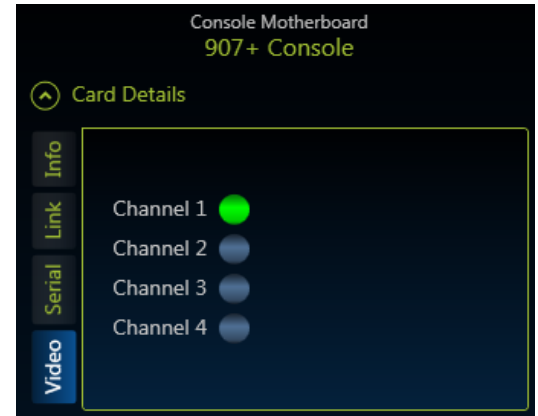 Console Motherboard
907+ Console
Card Details
Info
Link
Serial
Video
Channel 1
Channel 2
Channel 3
Channel 4